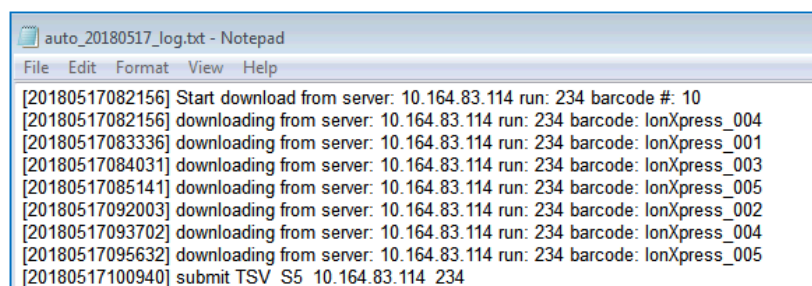 auto_20180517_log.txt - Notepad
File Edit Format View Help
[20180517082156] Start download from server: 10.164.83.114 run: 234 barcode #: 10
[20180517082156] downloading from server: 10.164.83.114 run: 234 barcode: IonXpress_004
[20180517083336] downloading from server: 10.164.83.114 run: 234 barcode: IonXpress_001
[20180517084031] downloading from server: 10.164.83.114 run: 234 barcode: IonXpress_003
[20180517085141] downloading from server: 10.164.83.114 run: 234 barcode: IonXpress_005
[20180517092003] downloading from server: 10.164.83.114 run: 234 barcode: IonXpress_002
[20180517093702] downloading from server: 10.164.83.114 run: 234 barcode: IonXpress_004
[20180517095632] downloading from server: 10.164.83.114 run: 234 barcode: IonXpress_005
[20180517100940] submit TSV_S5_10.164.83.114_234